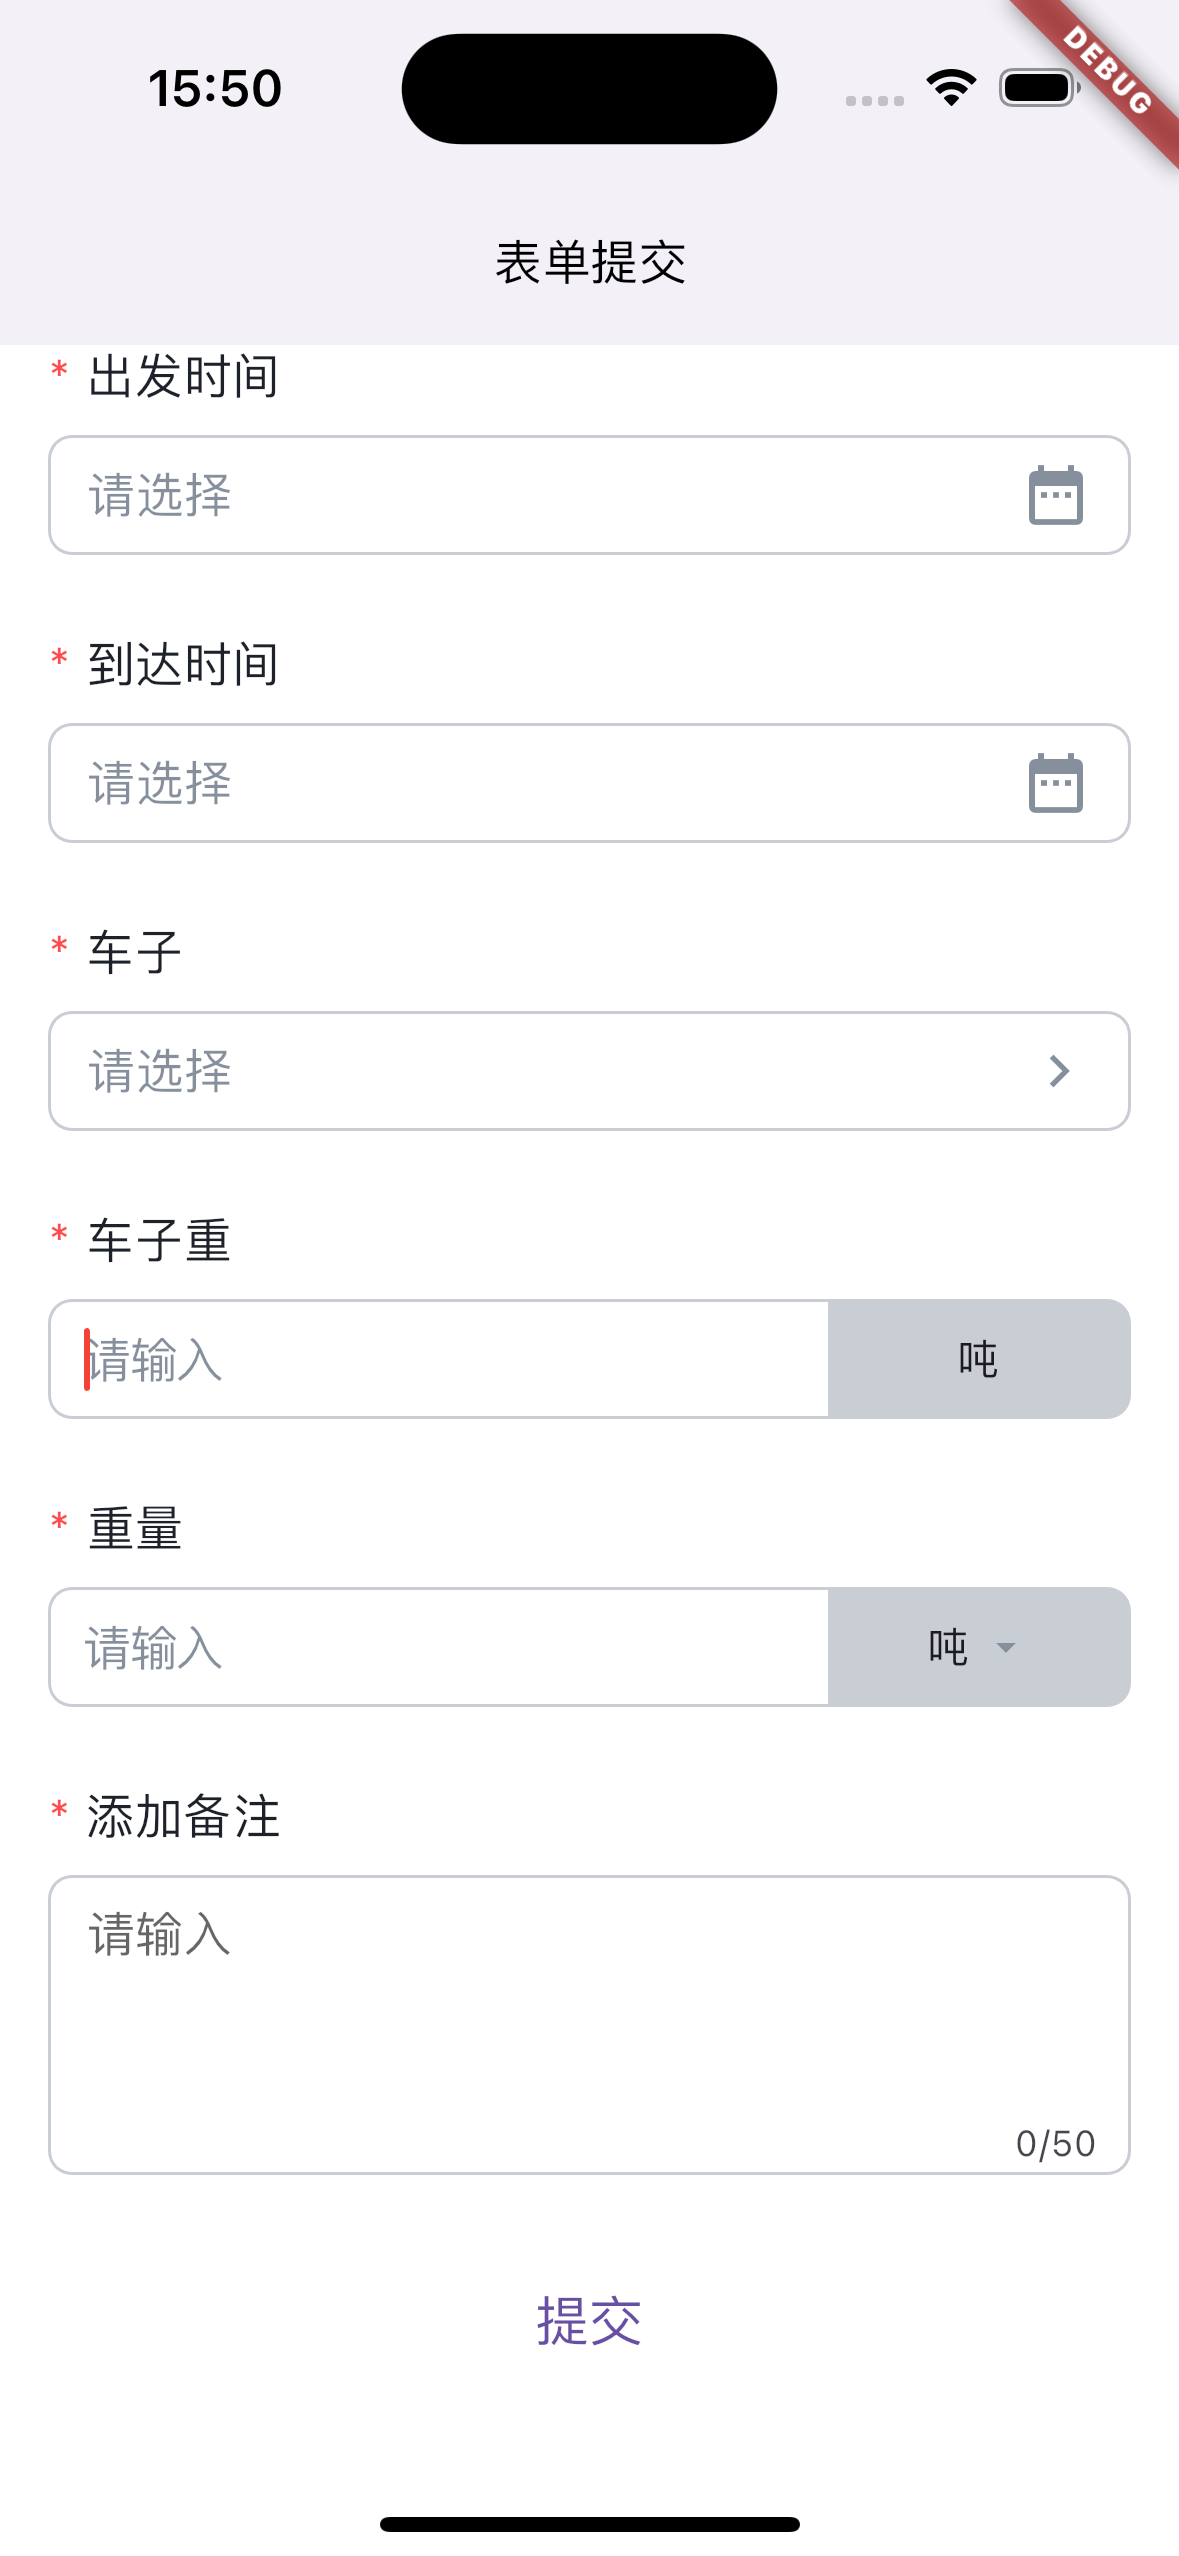 15:50
DEBUG
表单提交
* 出发时间
请选择
* 到达时间
请选择
* 车子
请选择
* 车子重
请输入 吨
* 重量
请输入 吨
* 添加备注
请输入
0/50
提交